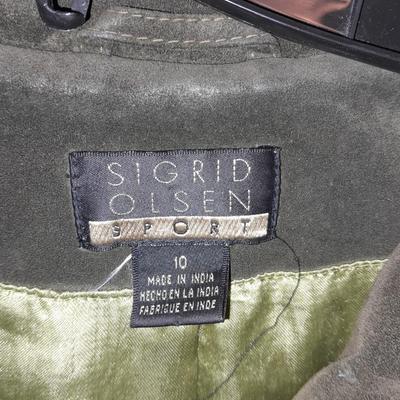 SIGRID
OLSEN
SPORT
10
MADE IN INDIA
HECHO EN LA INDIA
FABRIQUE EN INDE